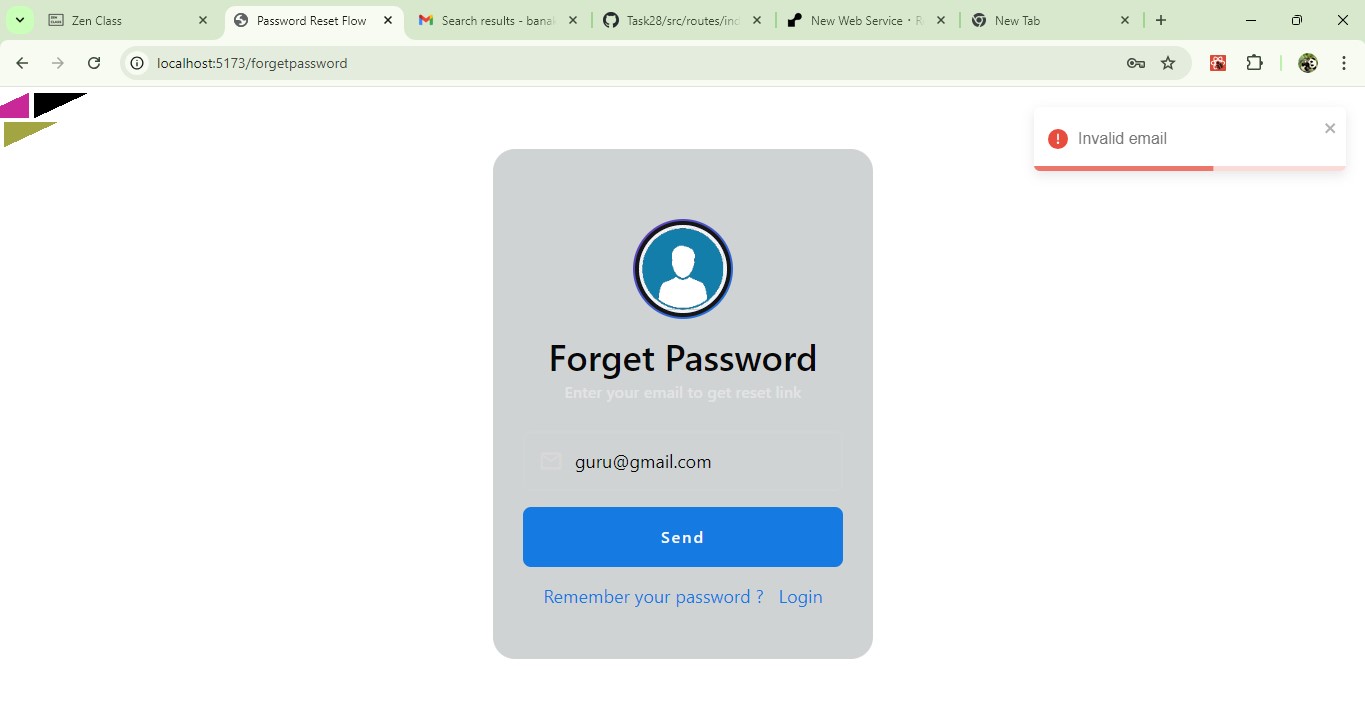 Zen Class
Password Reset Flow
Search results - bana
Task28/src/routes/ind
New Web Service · R
New Tab
localhost:5173/forgetpassword
Invalid email
Forget Password
Enter your email to get reset link
guru@gmail.com
Send
Remember your password ? Login